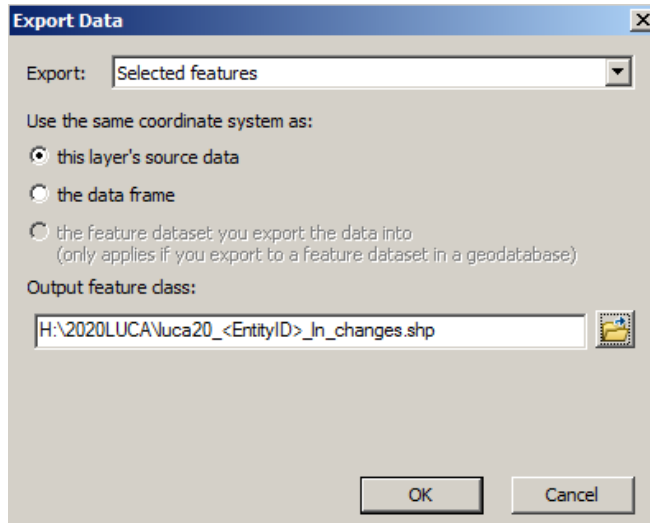 Export Data
Export: Selected features
Use the same coordinate system as:
this layer's source data
the data frame
the feature dataset you export the data into
(only applies if you export to a feature dataset in a geodatabase)
Output feature class:
H:\2020LUCA\luca20_<EntityID>_ln_changes.shp
OK Cancel